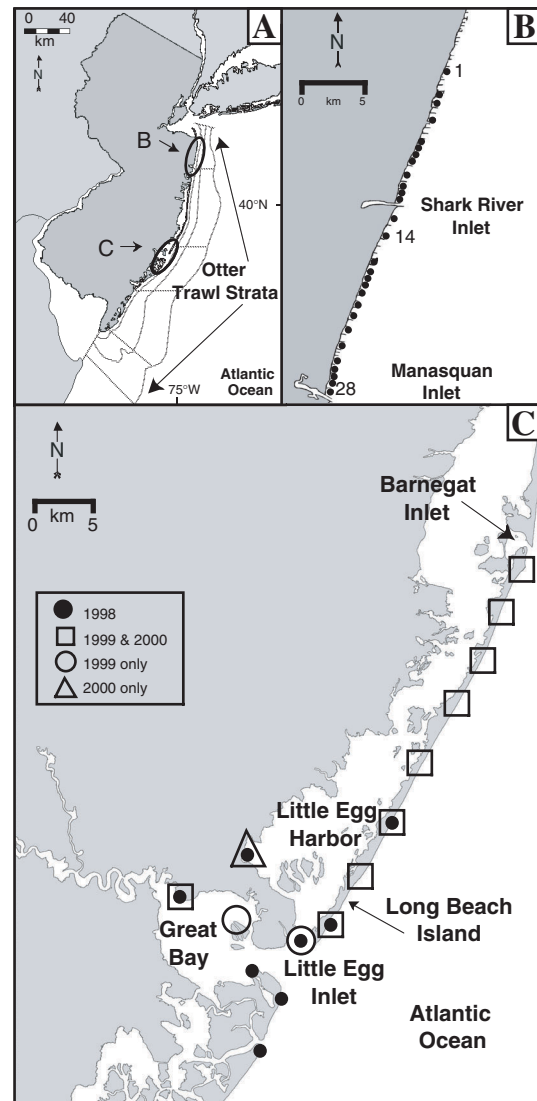 0 40
km
N
A
B
C
40°N
Otter
Trawl Strata
Atlantic
Ocean
75°W
B
N
0 5
km
1
Shark River
Inlet
14
Manasquan
Inlet
28
C
N
0 5
km
Barnegat
Inlet
1998
1999 & 2000
1999 only
2000 only
Little Egg
Harbor
Long Beach
Island
Great
Bay
Little Egg
Inlet
Atlantic
Ocean